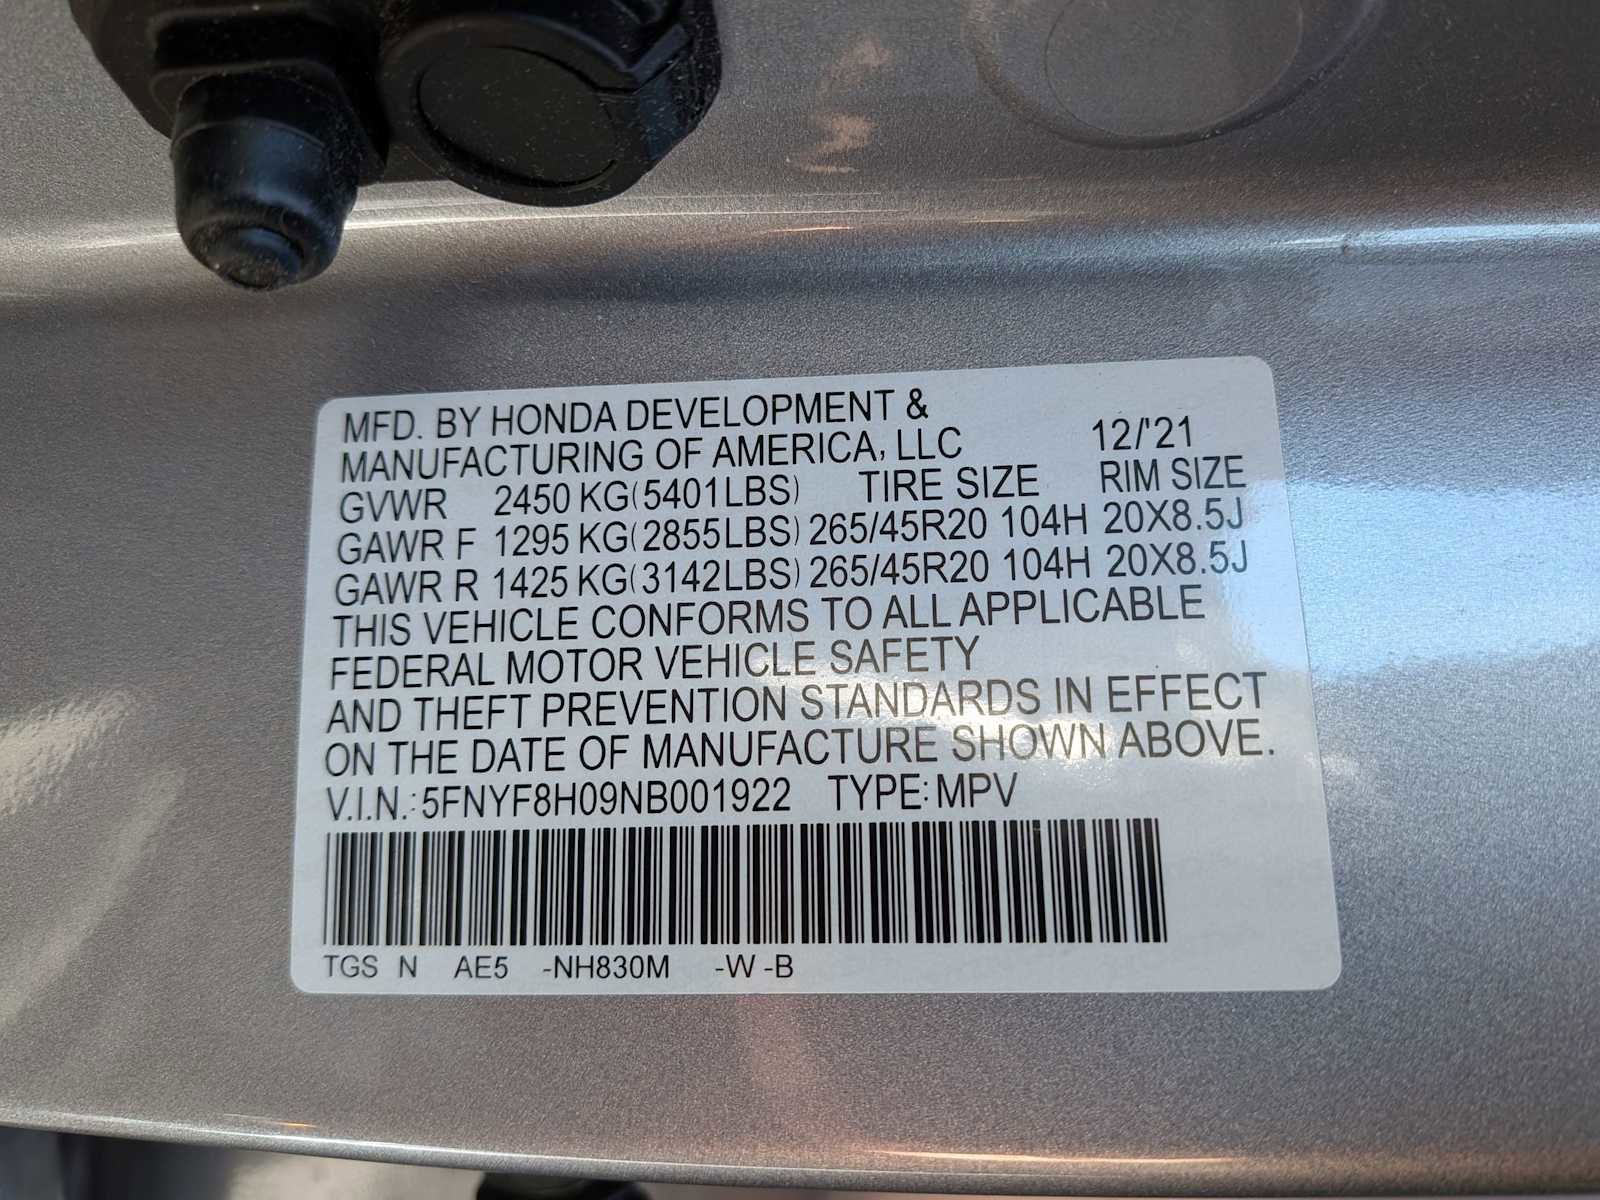 MFD. BY HONDA DEVELOPMENT &
MANUFACTURING OF AMERICA, LLC 12/'21
GVWR 2450 KG(5401LBS) TIRE SIZE RIM SIZE
GAWR F 1295 KG(2855LBS) 265/45R20 104H 20X8.5J
GAWR R 1425 KG(3142LBS) 265/45R20 104H 20X8.5J
THIS VEHICLE CONFORMS TO ALL APPLICABLE
FEDERAL MOTOR VEHICLE SAFETY
AND THEFT PREVENTION STANDARDS IN EFFECT
ON THE DATE OF MANUFACTURE SHOWN ABOVE.
V.I.N.: 5FNYF8H09NB001922 TYPE: MPV
TGS N AE5 -NH830M -W -B